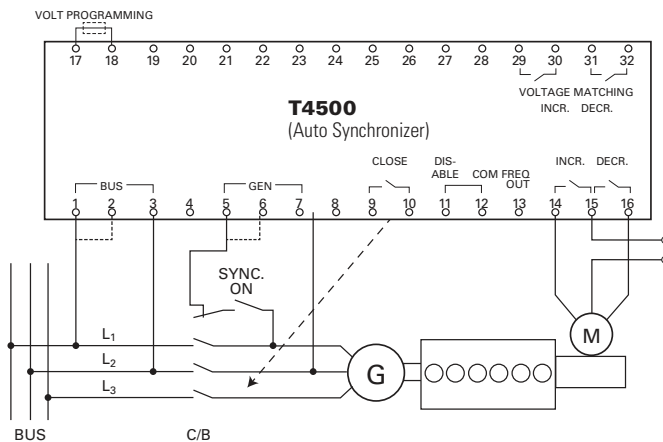 VOLT PROGRAMMING
17 18 19 20 21 22 23 24 25 26 27 28 29 30 31 32
VOLTAGE MATCHING
INCR. DECR.
T4500
(Auto Synchronizer)
BUS
GEN
CLOSE
DIS-
ABLE
COM FREQ
OUT
INCR. DECR.
1 2 3 4 5 6 7 8 9 10 11 12 13 14 15 16
SYNC.
ON
L1
L2
L3
G
M
BUS
C/B